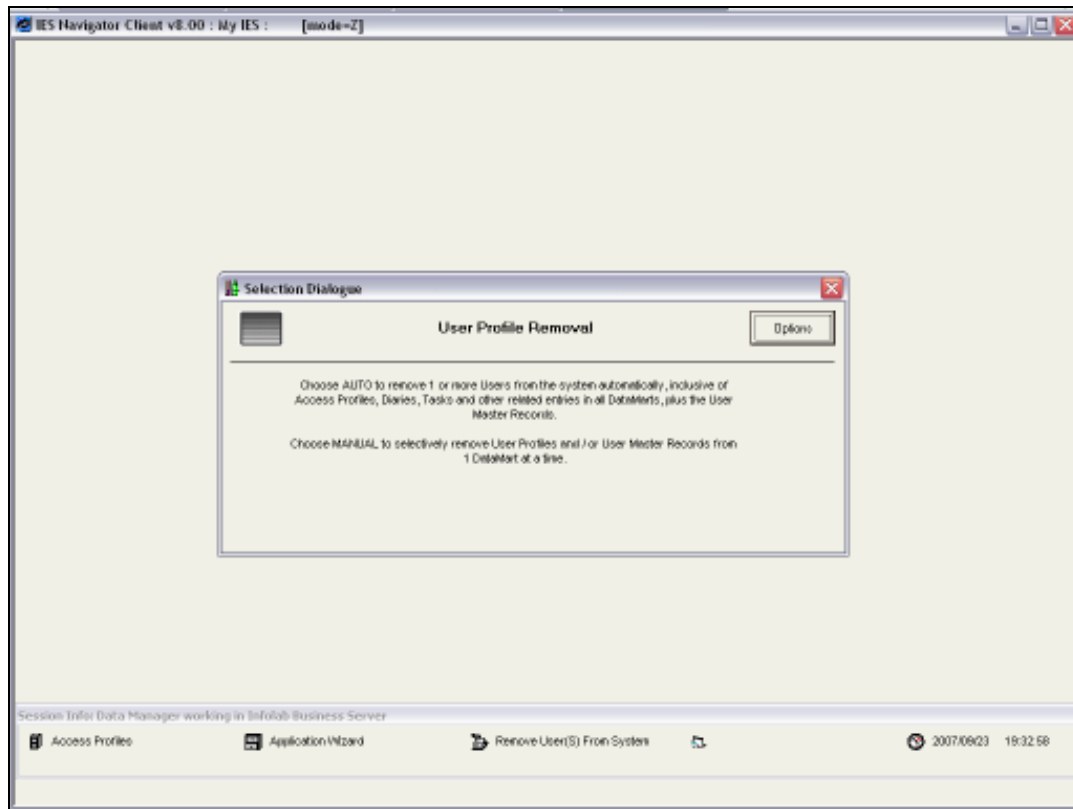 IES Navigator Client v8.00 : My IES : [mode=Z]
Selection Dialogue
User Profile Removal
Options
Choose AUTO to remove 1 or more Users from the system automatically, inclusive of
Access Profiles, Diaries, Tasks and other related entries in all DataMarts, plus the User
Master Records.
Choose MANUAL to selectively remove User Profiles and / or User Master Records from
1 DataMart at a time.
Session Info: Data Manager working in Infolab Business Server
Access Profiles Application Wizard Remove User(S) From System 2007/09/23 19:32:58